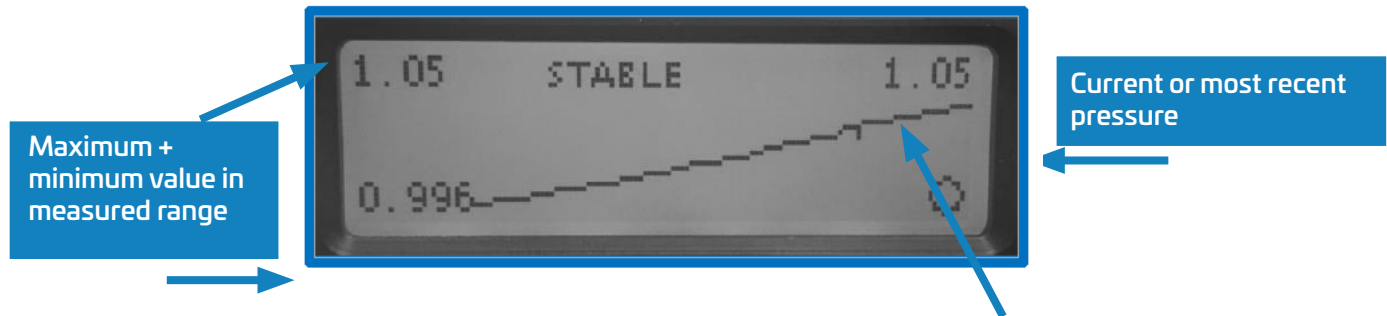 1.05 STABLE 1.05
Current or most recent
pressure
Maximum +
minimum value in
measured range
0.996